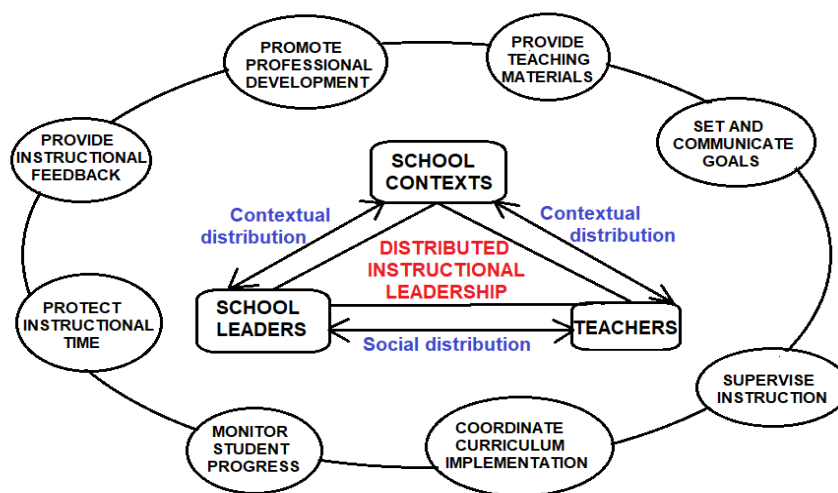 PROMOTE
PROFESSIONAL
DEVELOPMENT
PROVIDE
TEACHING
MATERIALS
SET AND
COMMUNICATE
GOALS
PROVIDE
INSTRUCTIONAL
FEEDBACK
SCHOOL
CONTEXTS
Contextual
distribution
Contextual
distribution
DISTRIBUTED
INSTRUCTIONAL
LEADERSHIP
PROTECT
INSTRUCTIONAL
TIME
SCHOOL
LEADERS
TEACHERS
Social distribution
SUPERVISE
INSTRUCTION
MONITOR
STUDENT
PROGRESS
COORDINATE
CURRICULUM
IMPLEMENTATION